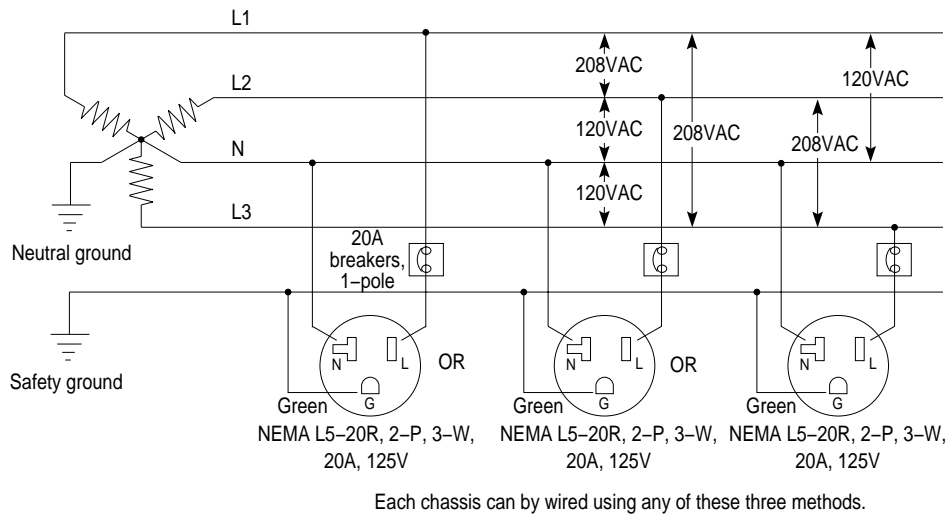 L1
208VAC
120VAC
L2
120VAC
208VAC
208VAC
N
120VAC
L3
Neutral ground
20A
breakers,
1–pole
Safety ground
N
L
OR
N
L
OR
N
L
Green
G
Green
G
Green
G
NEMA L5–20R, 2–P, 3–W,
20A, 125V
NEMA L5–20R, 2–P, 3–W,
20A, 125V
NEMA L5–20R, 2–P, 3–W,
20A, 125V
Each chassis can by wired using any of these three methods.